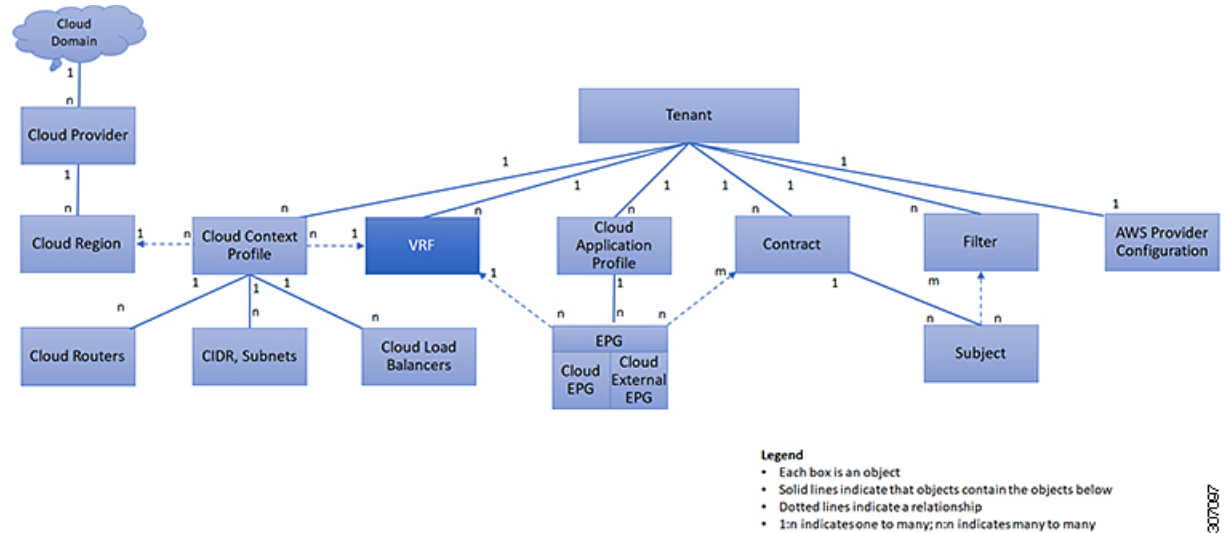 Cloud
Domain
1
n
Cloud Provider
1
n
Cloud Region
Tenant
1
1
1
1
1
1
n
n
n
n
n
1
1
n
Cloud Context
Profile
n
1
VRF
Cloud
Application
Profile
Contract
Filter
AWS Provider
Configuration
1
1
1
n
n
n
Cloud Routers
CIDR, Subnets
Cloud Load
Balancers
1
n
1
n
n
m
EPG
Cloud
EPG
Cloud
External
EPG
1
n
m
n
Subject
Legend
• Each box is an object
• Solid lines indicate that objects contain the objects below
• Dotted lines indicate a relationship
• 1:n indicates one to many; n:n indicates many to many
307097